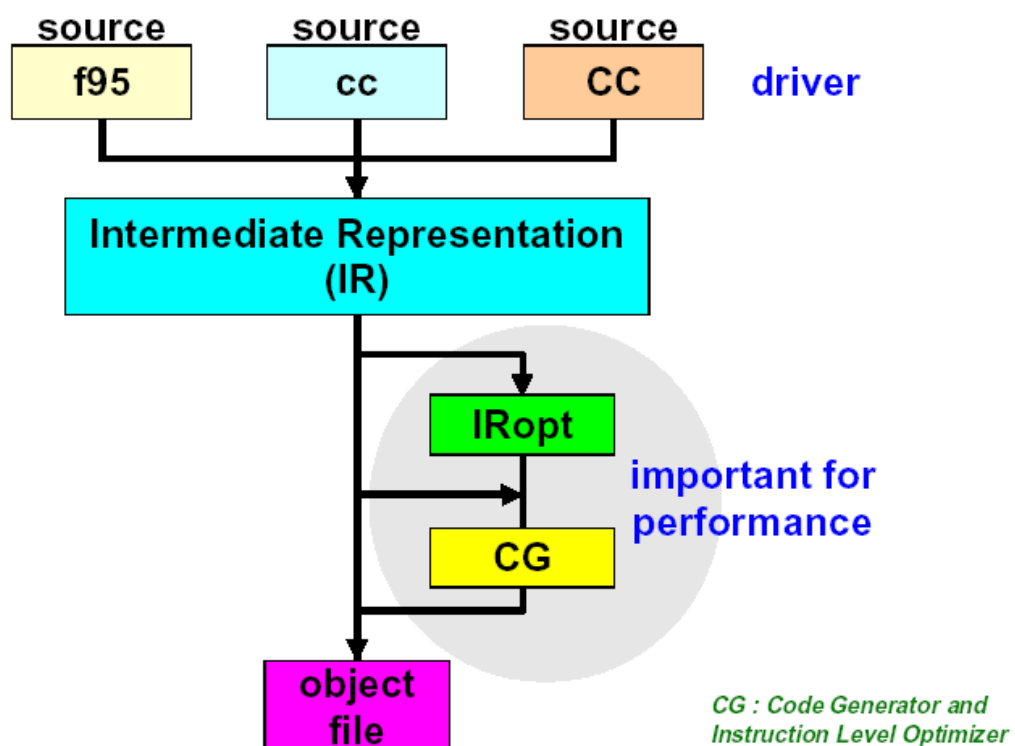 source
source
source
f95
cc
CC
driver
Intermediate Representation
(IR)
IRopt
important for
performance
CG
object
file
CG : Code Generator and
Instruction Level Optimizer